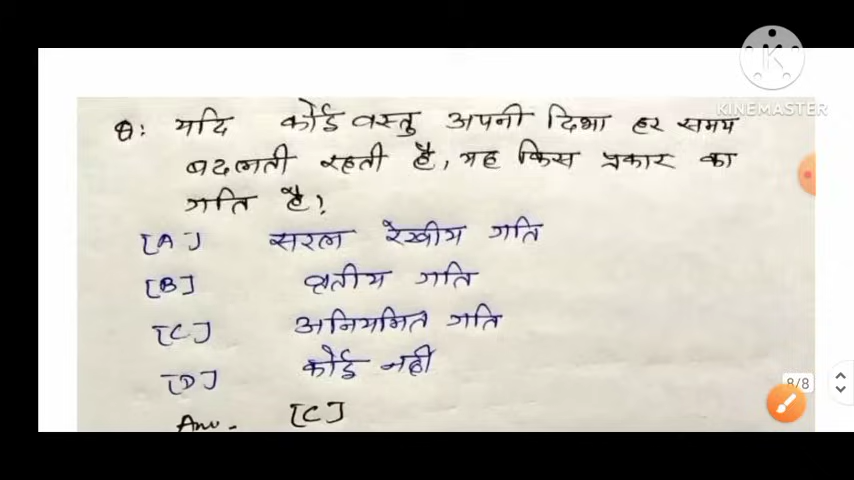 KINEMASTER
Q: यदि कोई वस्तु अपनी दिशा हर समय
बदलती रहती है, यह किस प्रकार का
गति है?
[A] सरल रेखीय गति
[B] वृतीय गति
[C] अनियमित गति
[D] कोई नही
8/8
Ans. [C]